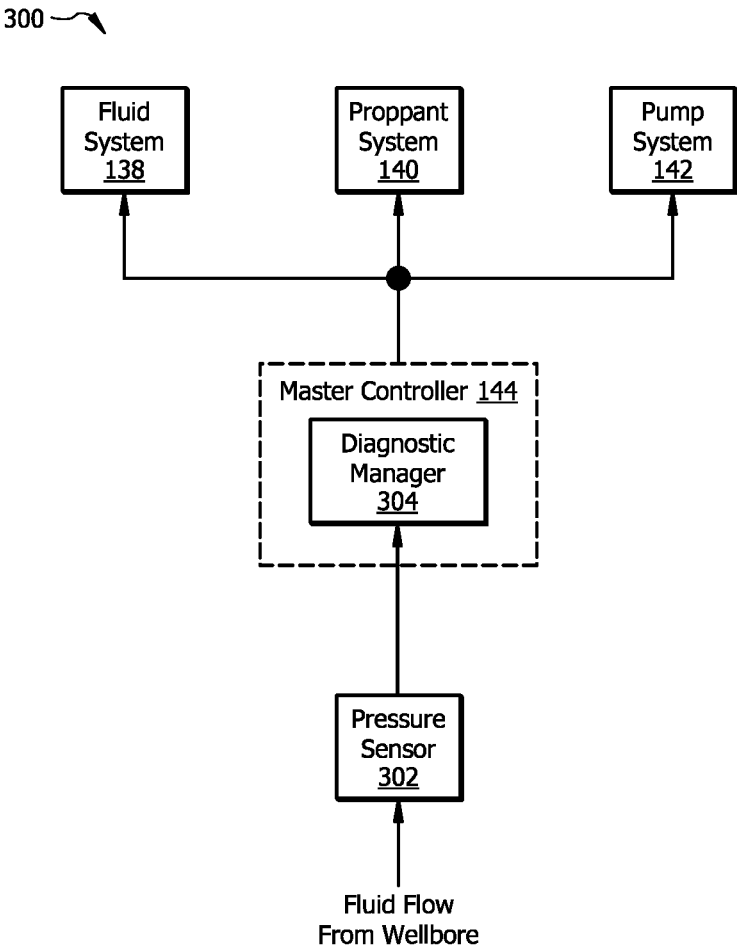 300
Fluid
System
138
Proppant
System
140
Pump
System
142
Master Controller 144
Diagnostic
Manager
304
Pressure
Sensor
302
Fluid Flow
From Wellbore